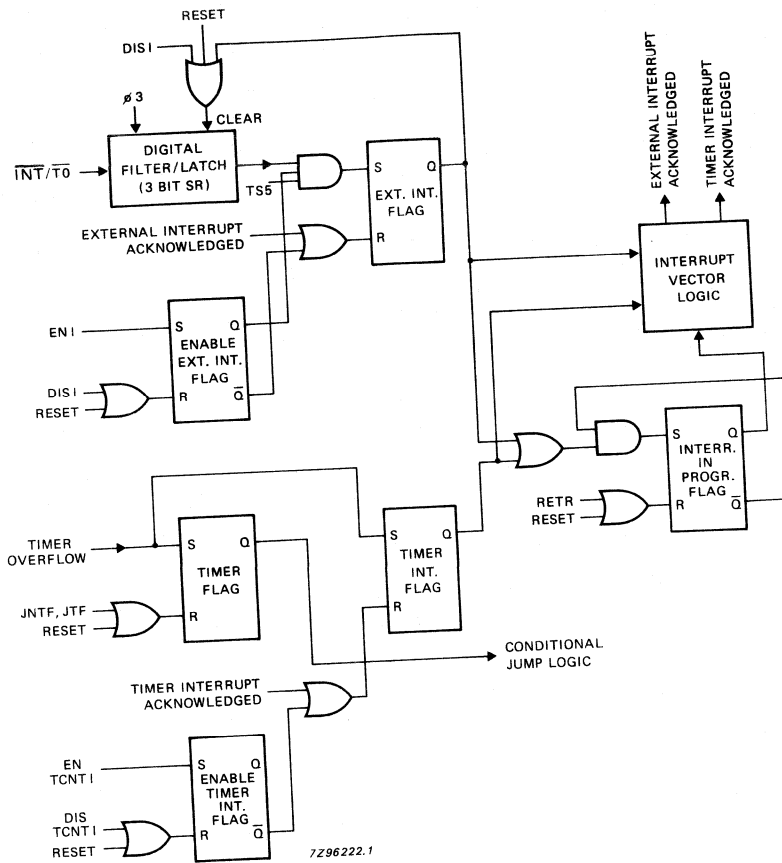 RESET
DIS I
ø3
CLEAR
DIGITAL
FILTER/LATCH
(3 BIT SR)
INT/T0
TS5
S Q
EXT. INT.
FLAG
R
EXTERNAL INTERRUPT
ACKNOWLEDGED
EXTERNAL INTERRUPT
ACKNOWLEDGED
TIMER INTERRUPT
ACKNOWLEDGED
INTERRUPT
VECTOR
LOGIC
EN I
S Q
ENABLE
EXT. INT.
FLAG
R Q
DIS I
RESET
S Q
INTERR.
IN
PROGR.
FLAG
R Q
RETR
RESET
TIMER
OVERFLOW
S Q
TIMER
FLAG
R
JNTF, JTF
RESET
S Q
TIMER
INT.
FLAG
R
CONDITIONAL
JUMP LOGIC
TIMER INTERRUPT
ACKNOWLEDGED
EN
TCNT I
S Q
ENABLE
TIMER
INT.
FLAG
R Q
DIS
TCNT I
RESET
7Z96222.1